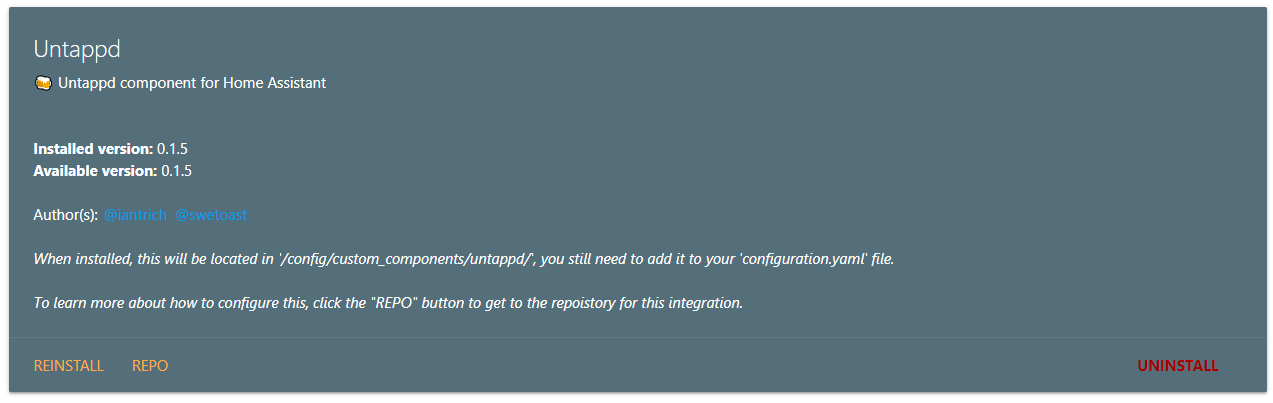 Untappd
🍻 Untappd component for Home Assistant
Installed version: 0.1.5
Available version: 0.1.5
Author(s): @iantrich @swetoast
When installed, this will be located in '/config/custom_components/untappd/', you still need to add it to your 'configuration.yaml' file.
To learn more about how to configure this, click the "REPO" button to get to the repoistory for this integration.
REINSTALL REPO UNINSTALL